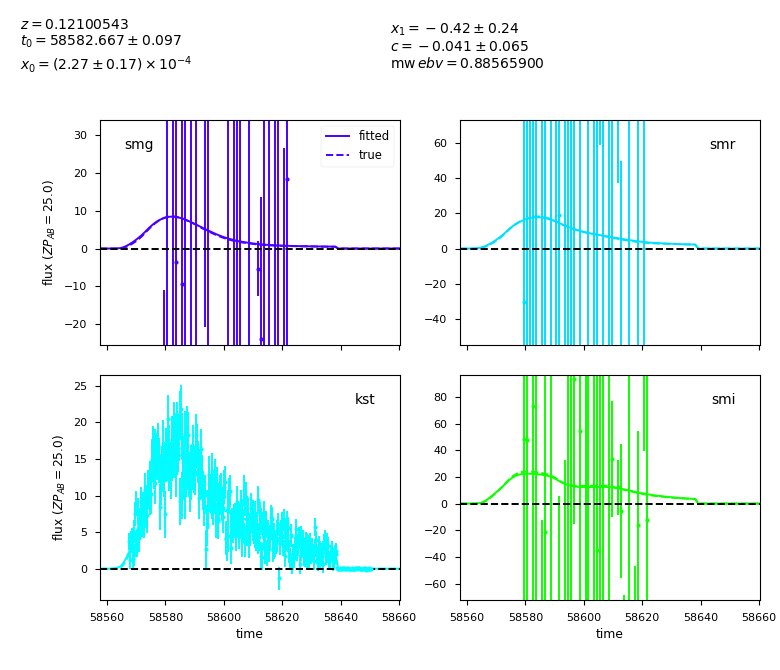 z = 0.12100543
t0 = 58582.667 ± 0.097
x0 = (2.27 ± 0.17) × 10^−4
x1 = −0.42 ± 0.24
c = −0.041 ± 0.065
mw ebv = 0.88565900
smg
fitted
true
30
20
10
0
−10
−20
flux (ZP_AB = 25.0)
smr
60
40
20
0
−20
−40
kst
25
20
15
10
5
0
flux (ZP_AB = 25.0)
58560 58580 58600 58620 58640 58660
time
smi
80
60
40
20
0
−20
−40
−60
58560 58580 58600 58620 58640 58660
time